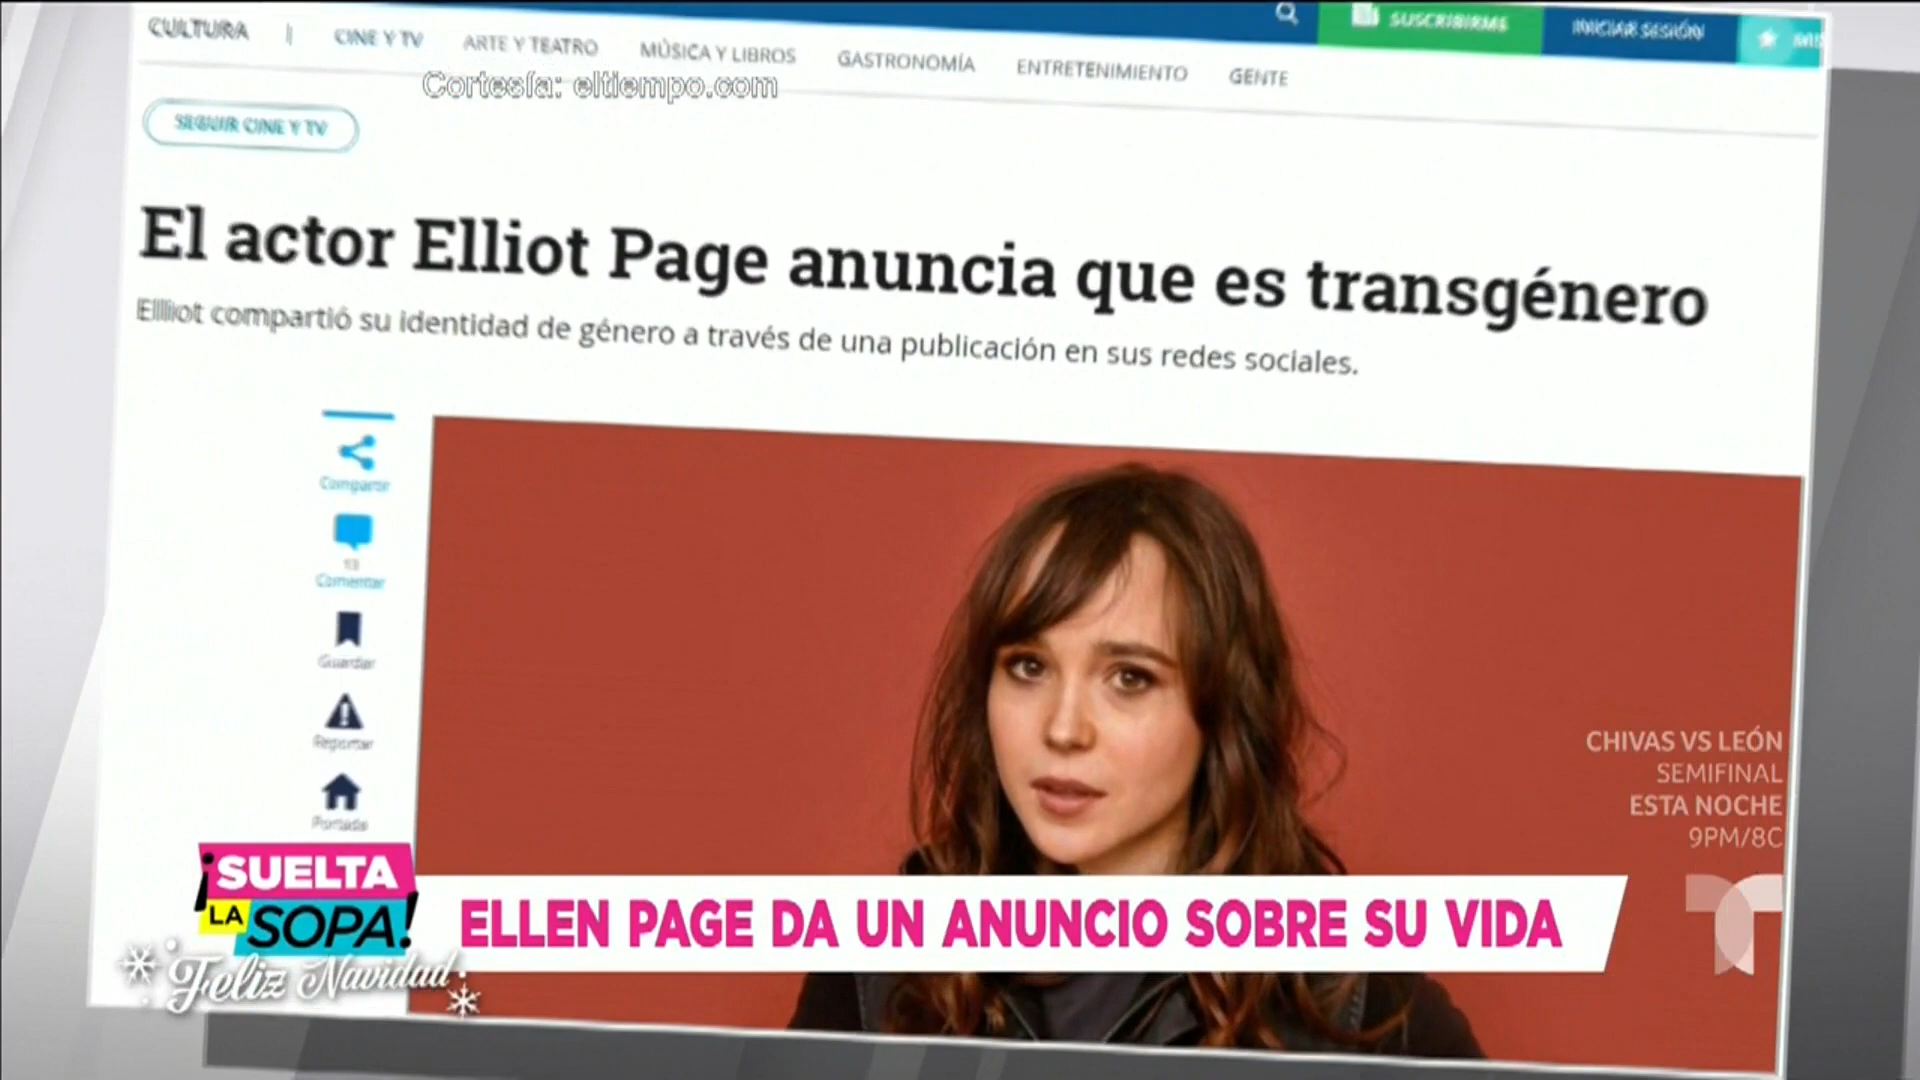 CULTURA | CINE Y TV ARTE Y TEATRO MÚSICA Y LIBROS GASTRONOMÍA ENTRETENIMIENTO GENTE
SUSCRIBIRME INICIAR SESIÓN
Cortesía: eltiempo.com
SEGUIR CINE Y TV
El actor Elliot Page anuncia que es transgénero
Ellliot compartió su identidad de género a través de una publicación en sus redes sociales.
Compartir
13
Comentar
Guardar
Reportar
Portada
CHIVAS VS LEÓN
SEMIFINAL
ESTA NOCHE
9PM/8C
¡SUELTA
LA SOPA!
Feliz Navidad
ELLEN PAGE DA UN ANUNCIO SOBRE SU VIDA